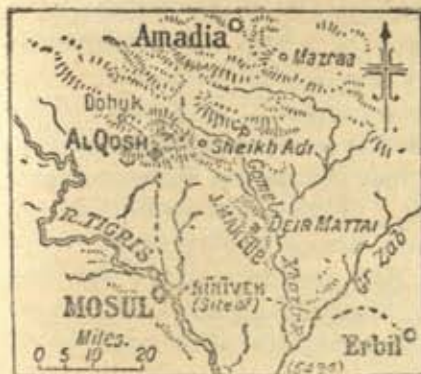 Amadia
Mazraa
Dohuk
AL QOSH
Sheikh Adi
Gomel
J. MAKLUB
DEIR MATTAI
R. TIGRIS
Gr. Zab
NINIVEH
(Site of)
MOSUL
Miles.
0 5 10 20
Erbil